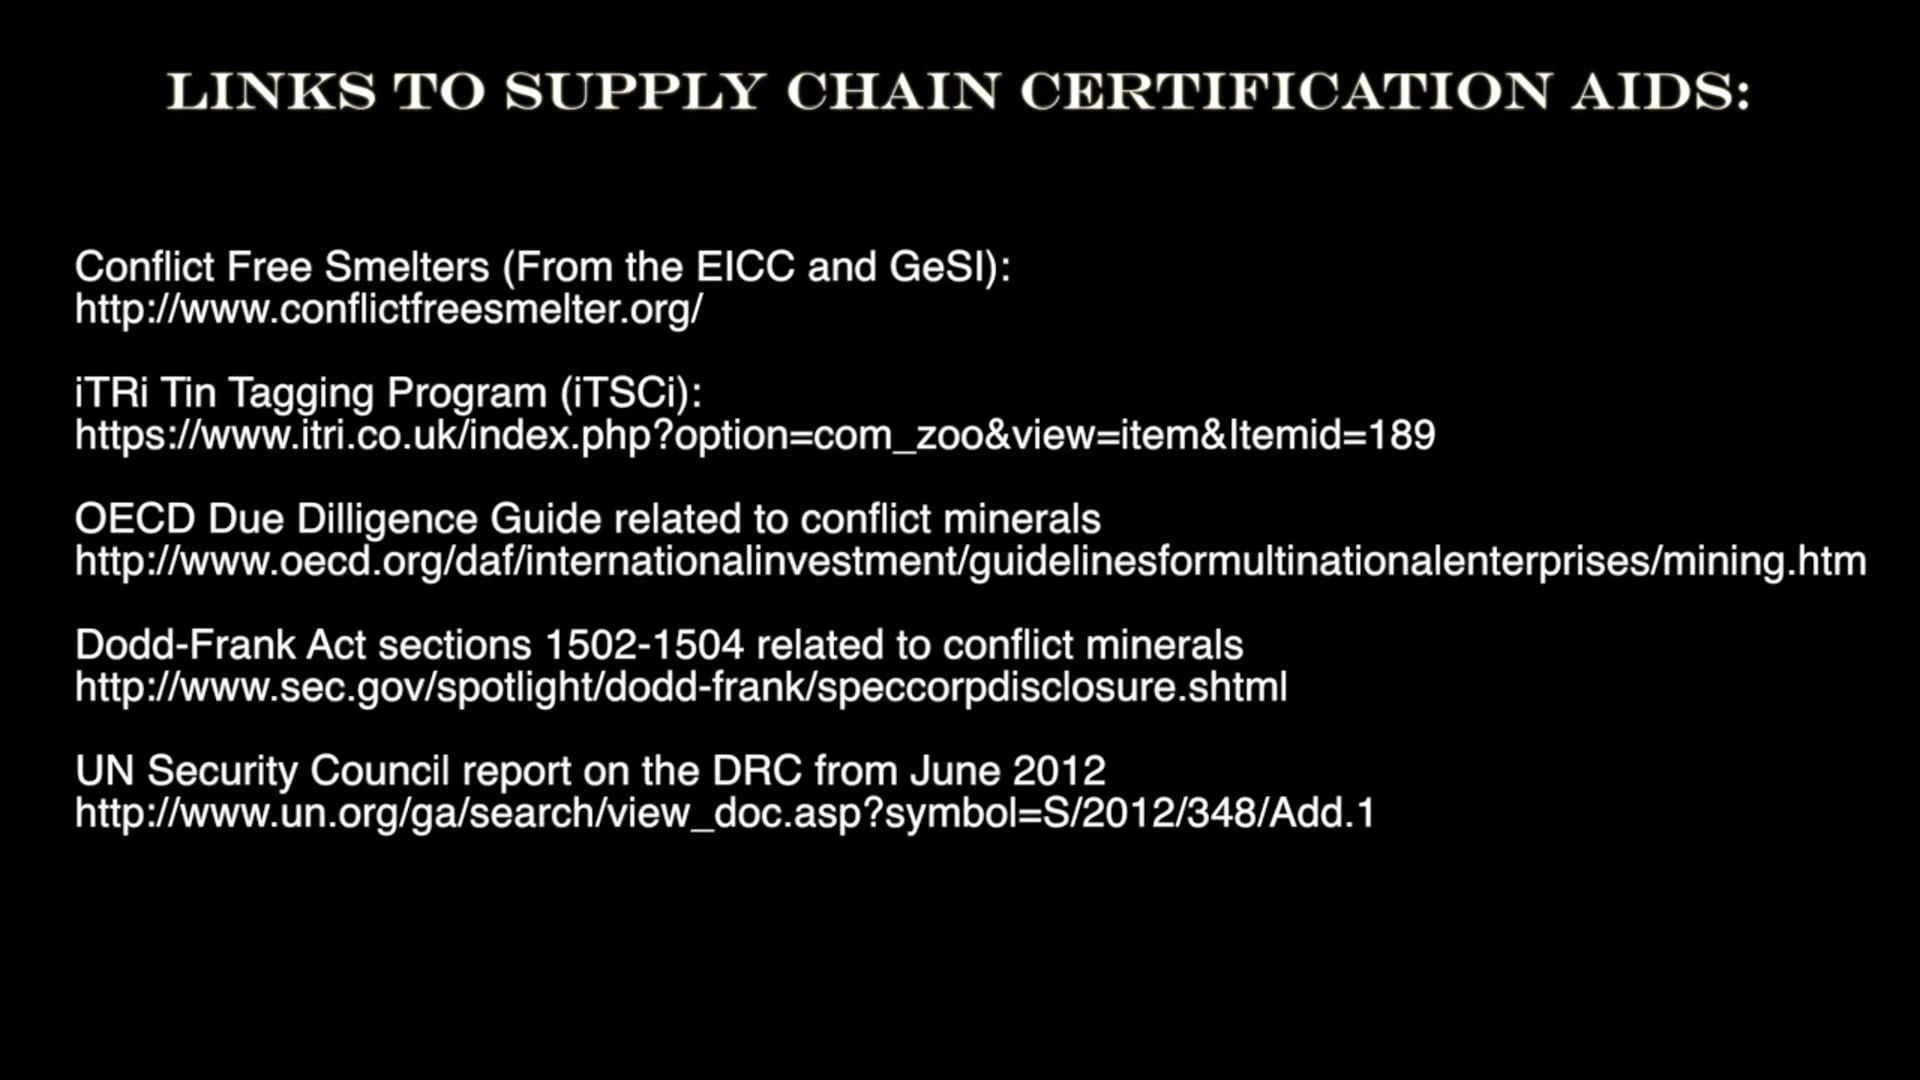 LINKS TO SUPPLY CHAIN CERTIFICATION AIDS:
Conflict Free Smelters (From the EICC and GeSI):
http://www.conflictfreesmelter.org/
iTRi Tin Tagging Program (iTSCi):
https://www.itri.co.uk/index.php?option=com_zoo&view=item&Itemid=189
OECD Due Dilligence Guide related to conflict minerals
http://www.oecd.org/daf/internationalinvestment/guidelinesformultinationalenterprises/mining.htm
Dodd-Frank Act sections 1502-1504 related to conflict minerals
http://www.sec.gov/spotlight/dodd-frank/speccorpdisclosure.shtml
UN Security Council report on the DRC from June 2012
http://www.un.org/ga/search/view_doc.asp?symbol=S/2012/348/Add.1